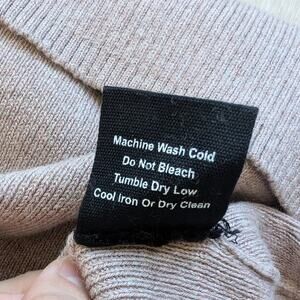 Machine Wash Cold
Do Not Bleach
Tumble Dry Low
Cool Iron Or Dry Clean